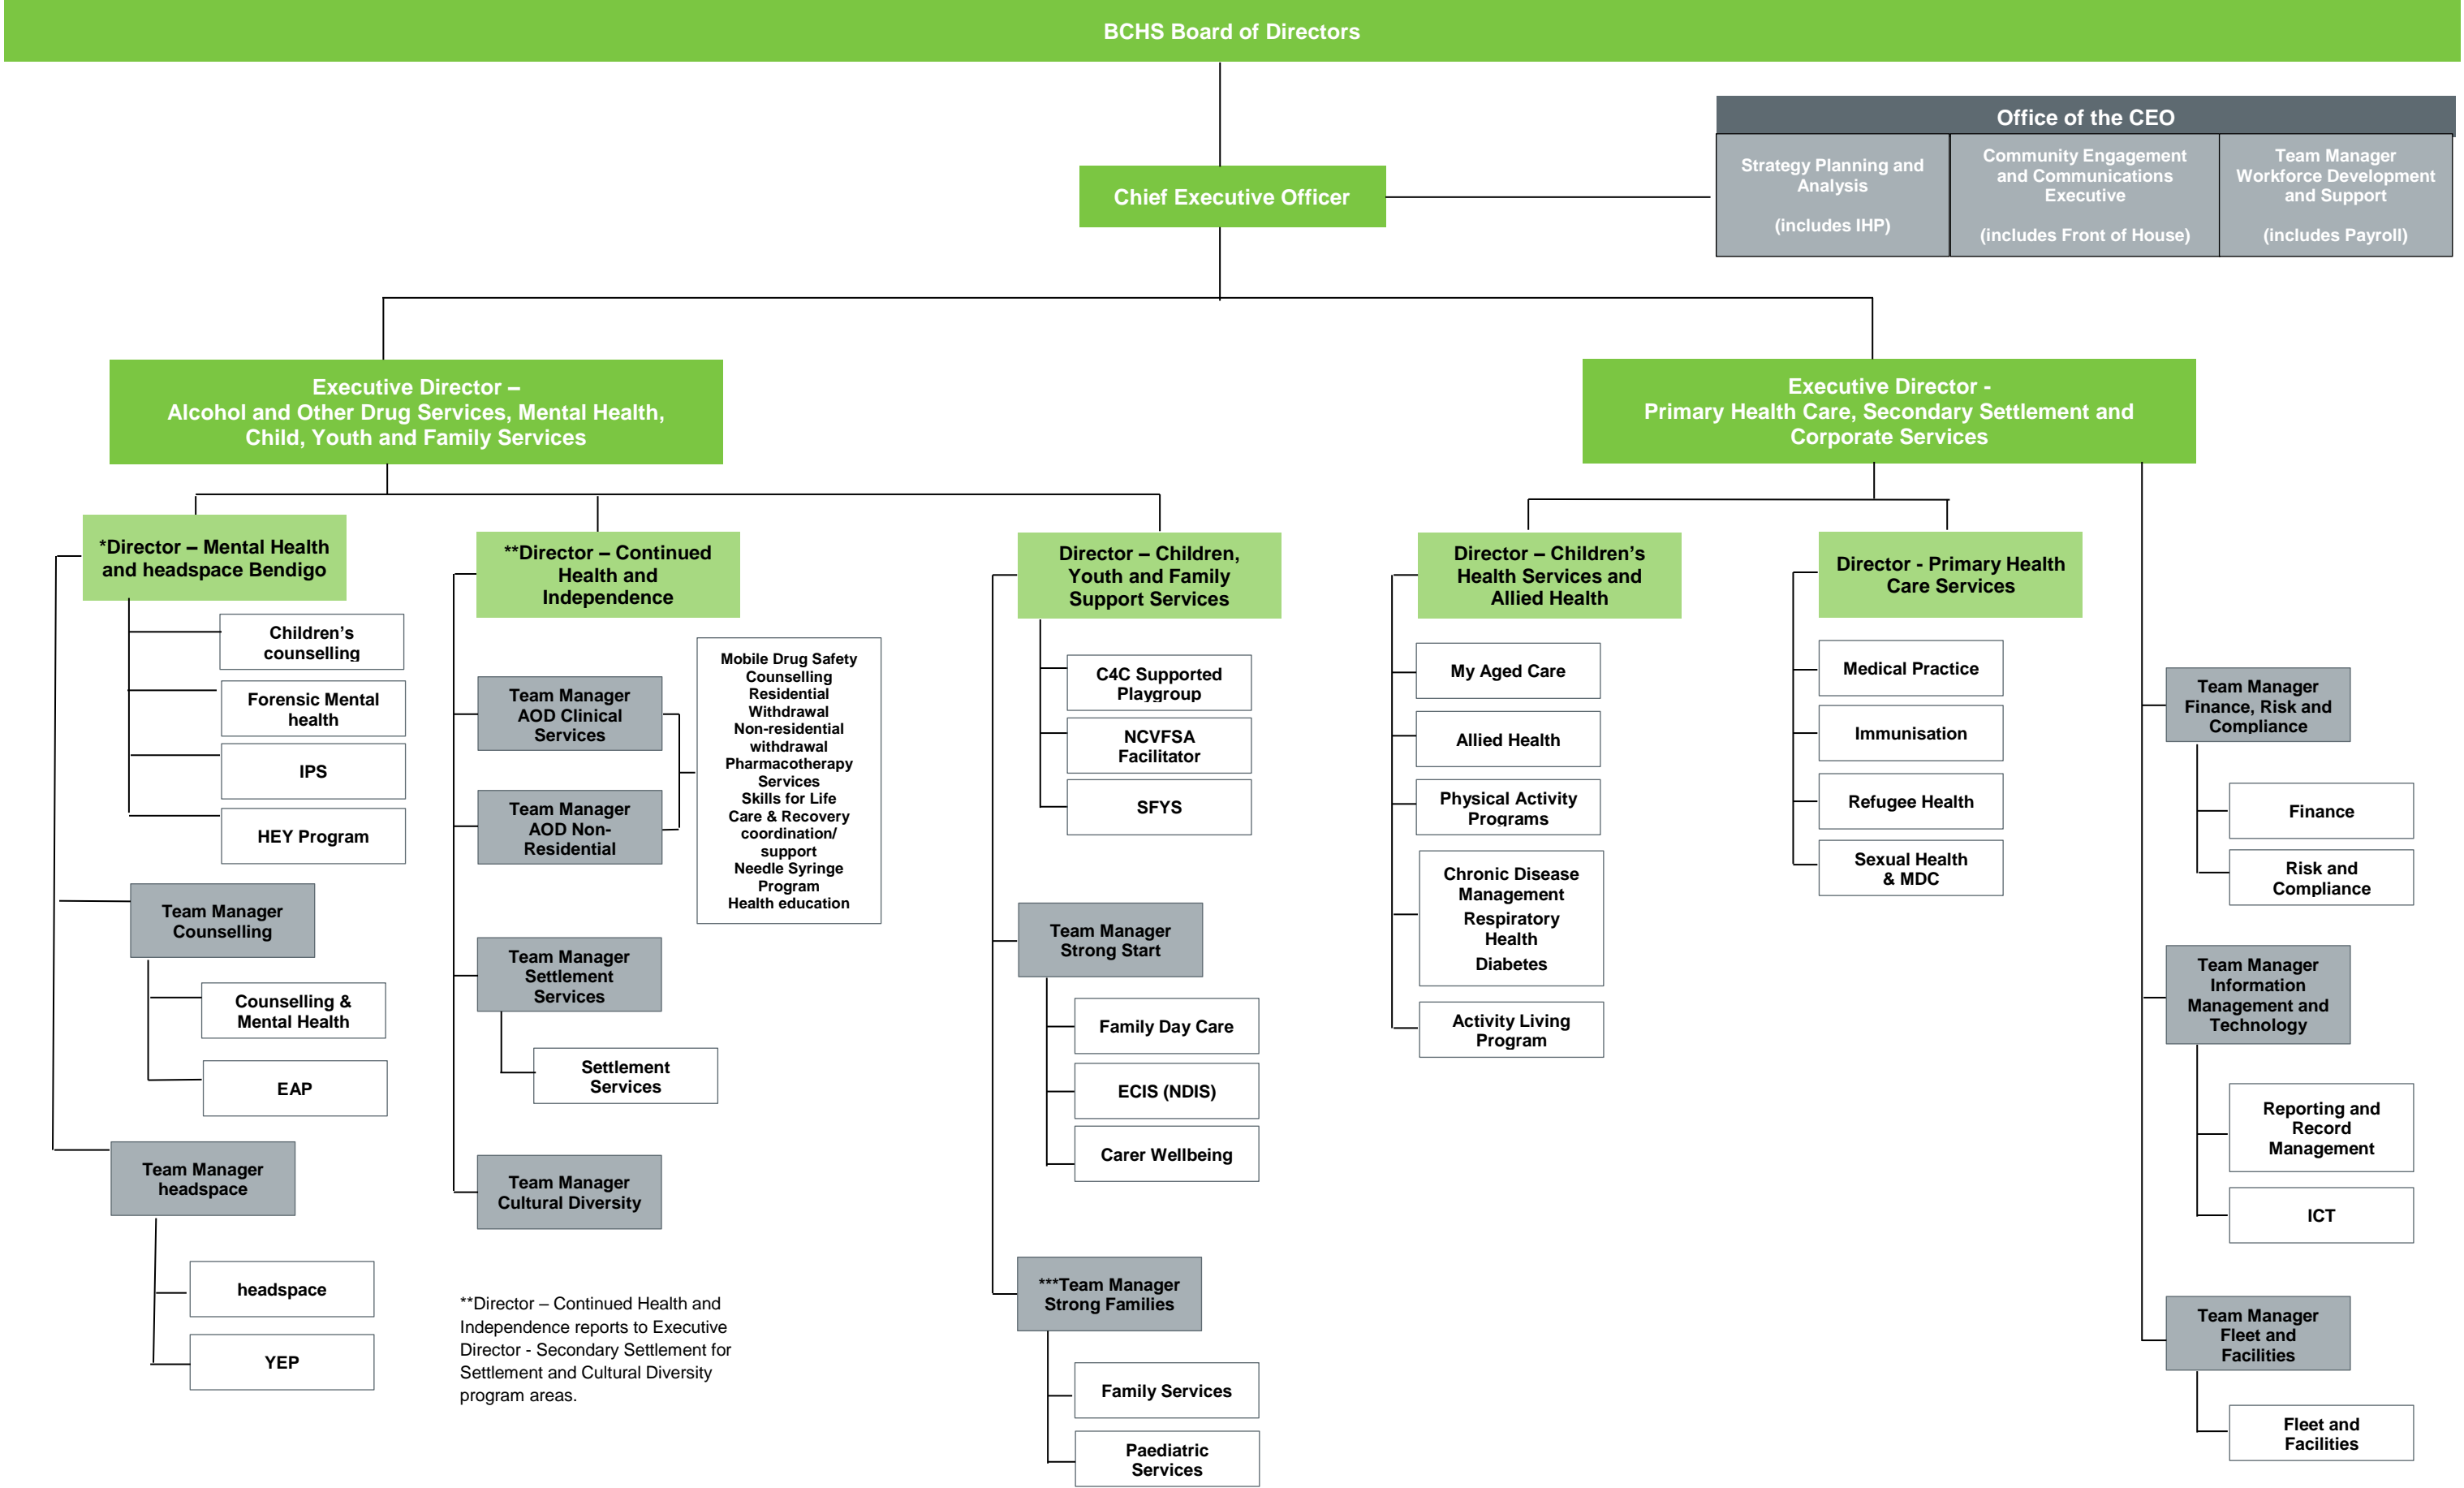 BCHS Board of Directors
Office of the CEO
Strategy Planning and
Analysis
(includes IHP)
Community Engagement
and Communications
Executive
(includes Front of House)
Team Manager
Workforce Development
and Support
(includes Payroll)
Chief Executive Officer
Executive Director –
Alcohol and Other Drug Services, Mental Health,
Child, Youth and Family Services
Executive Director -
Primary Health Care, Secondary Settlement and
Corporate Services
*Director – Mental Health
and headspace Bendigo
Children’s
counselling
Forensic Mental
health
IPS
HEY Program
Team Manager
Counselling
Counselling &
Mental Health
EAP
Team Manager
headspace
headspace
YEP
**Director – Continued
Health and
Independence
Team Manager
AOD Clinical
Services
Team Manager
AOD Non-
Residential
Mobile Drug Safety
Counselling
Residential
Withdrawal
Non-residential
withdrawal
Pharmacotherapy
Services
Skills for Life
Care & Recovery
coordination/
support
Needle Syringe
Program
Health education
Team Manager
Settlement
Services
Settlement
Services
Team Manager
Cultural Diversity
**Director – Continued Health and
Independence reports to Executive
Director - Secondary Settlement for
Settlement and Cultural Diversity
program areas.
Director – Children,
Youth and Family
Support Services
C4C Supported
Playgroup
NCVFSA
Facilitator
SFYS
Team Manager
Strong Start
Family Day Care
ECIS (NDIS)
Carer Wellbeing
***Team Manager
Strong Families
Family Services
Paediatric
Services
Director – Children’s
Health Services and
Allied Health
My Aged Care
Allied Health
Physical Activity
Programs
Chronic Disease
Management
Respiratory
Health
Diabetes
Activity Living
Program
Director - Primary Health
Care Services
Medical Practice
Immunisation
Refugee Health
Sexual Health
& MDC
Team Manager
Finance, Risk and
Compliance
Finance
Risk and
Compliance
Team Manager
Information
Management and
Technology
Reporting and
Record
Management
ICT
Team Manager
Fleet and
Facilities
Fleet and
Facilities